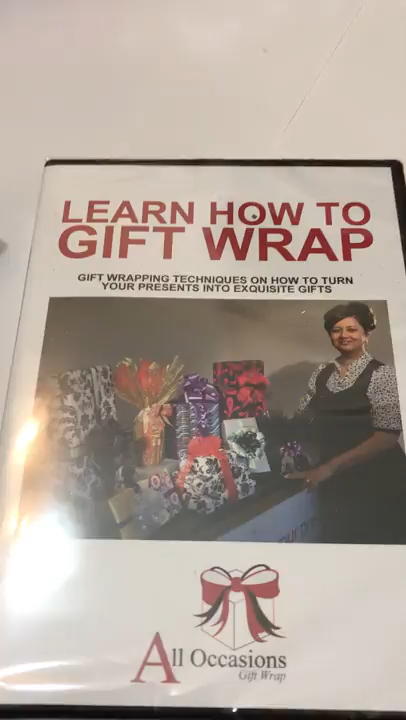 LEARN HOW TO
GIFT WRAP
GIFT WRAPPING TECHNIQUES ON HOW TO TURN
YOUR PRESENTS INTO EXQUISITE GIFTS
All Occasions
Gift Wrap